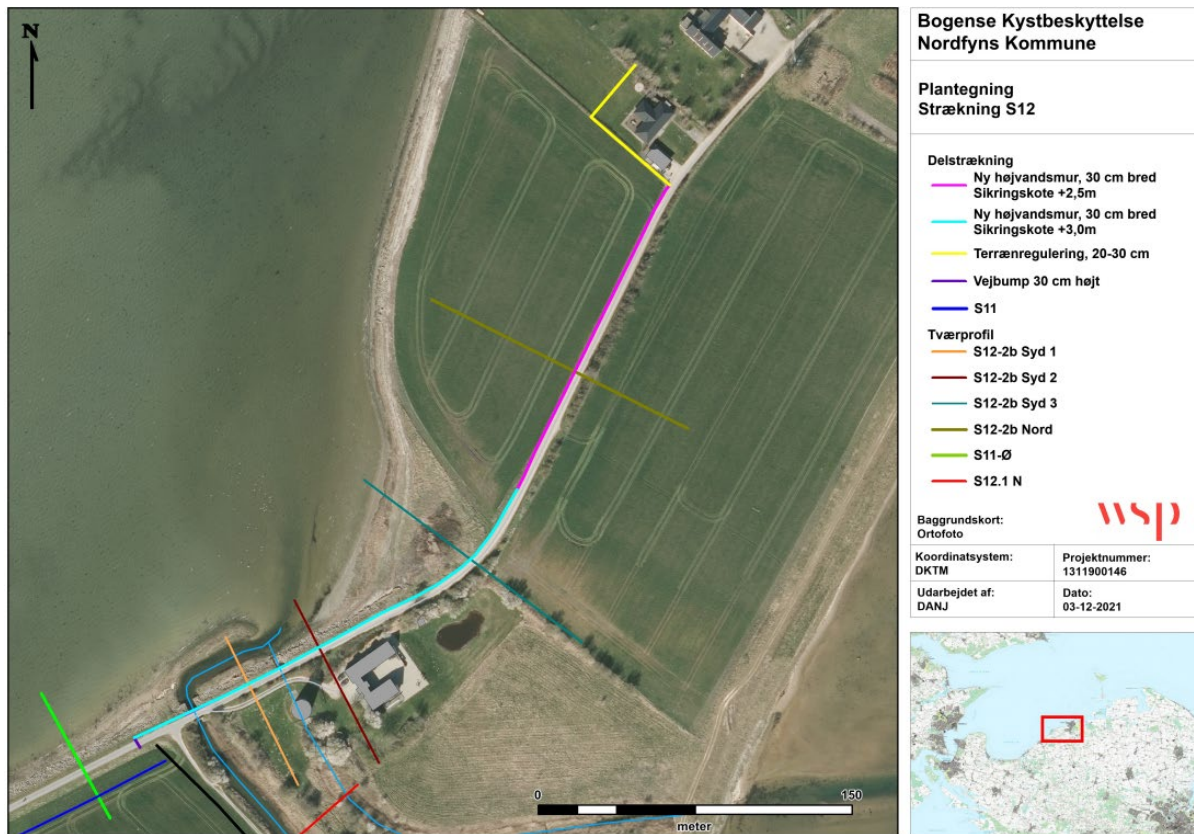 N
0
150
meter
Bogense Kystbeskyttelse
Nordfyns Kommune
Plantegning
Strækning S12
Delstrækning
Ny højvandsmur, 30 cm bred
Sikringskote +2,5m
Ny højvandsmur, 30 cm bred
Sikringskote +3,0m
Terrænregulering, 20-30 cm
Vejbump 30 cm højt
S11
Tværprofil
S12-2b Syd 1
S12-2b Syd 2
S12-2b Syd 3
S12-2b Nord
S11-Ø
S12.1 N
Baggrundskort:
Ortofoto
wsp
Koordinatsystem:
DKTM
Projektnummer:
1311900146
Udarbejdet af:
DANJ
Dato:
03-12-2021